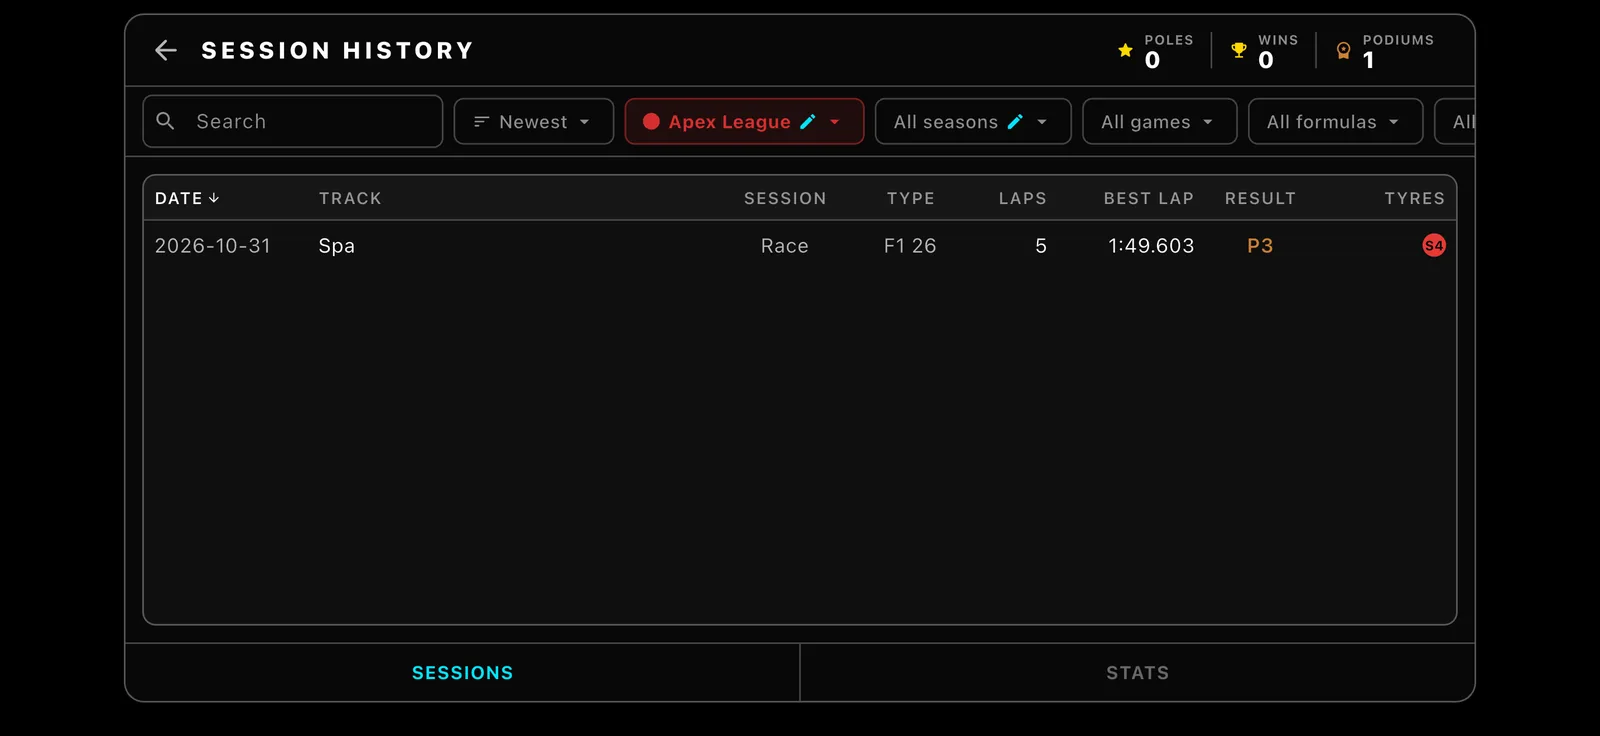 SESSION HISTORY
POLES
0
WINS
0
PODIUMS
1
Search
Newest
Apex League
All seasons
All games
All formulas
All
DATE TRACK SESSION TYPE LAPS BEST LAP RESULT TYRES
2026-10-31 Spa Race F1 26 5 1:49.603 P3 S4
SESSIONS
STATS